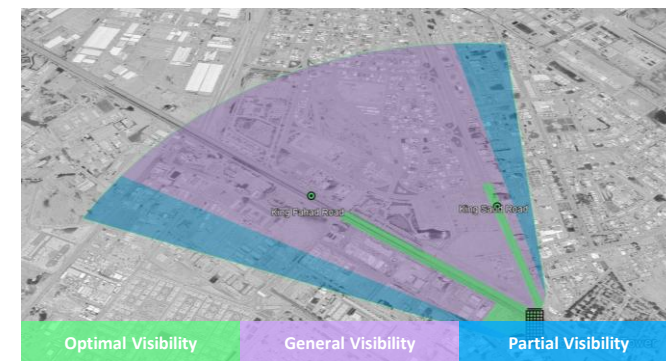 King Fahad Road
King Saud Road
Optimal Visibility
General Visibility
Partial Visibility